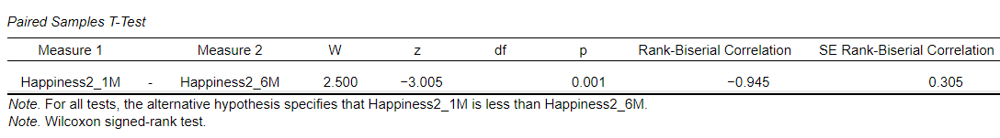 Paired Samples T-Test
Measure 1 Measure 2 W z df p Rank-Biserial Correlation SE Rank-Biserial Correlation
Happiness2_1M - Happiness2_6M 2.500 −3.005 0.001 −0.945 0.305
Note. For all tests, the alternative hypothesis specifies that Happiness2_1M is less than Happiness2_6M.
Note. Wilcoxon signed-rank test.